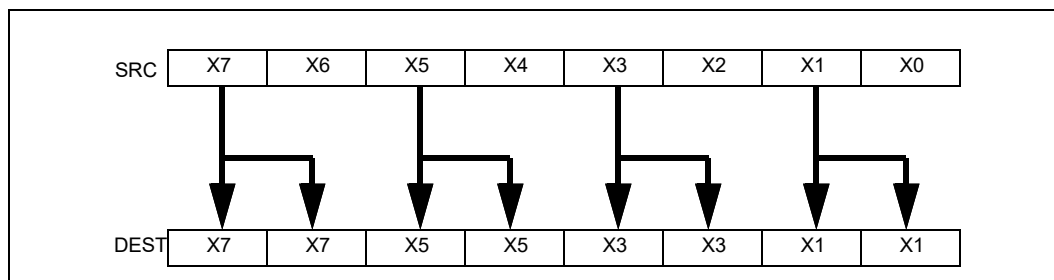 SRC X7 X6 X5 X4 X3 X2 X1 X0
DEST X7 X7 X5 X5 X3 X3 X1 X1